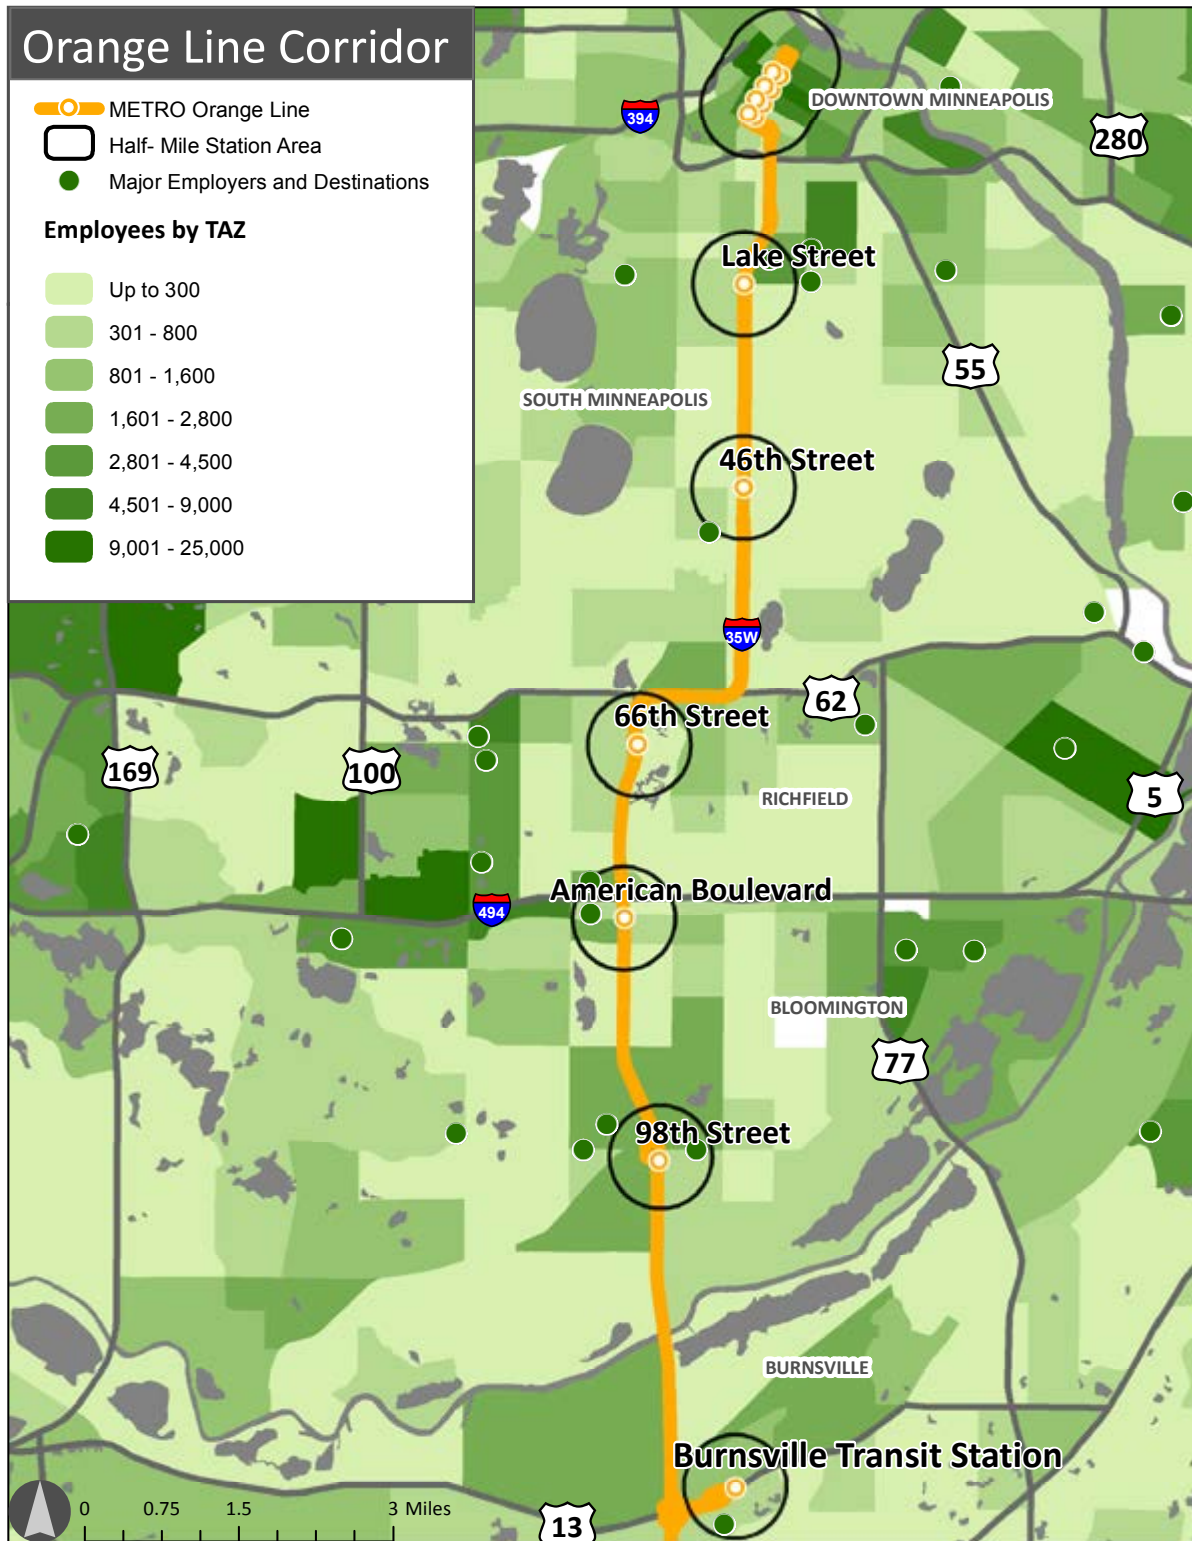 Orange Line Corridor
METRO Orange Line
Half- Mile Station Area
Major Employers and Destinations
Employees by TAZ
Up to 300
301 - 800
801 - 1,600
1,601 - 2,800
2,801 - 4,500
4,501 - 9,000
9,001 - 25,000
394
DOWNTOWN MINNEAPOLIS
280
Lake Street
55
SOUTH MINNEAPOLIS
46th Street
35W
62
66th Street
169
100
RICHFIELD
5
American Boulevard
494
BLOOMINGTON
77
98th Street
BURNSVILLE
Burnsville Transit Station
0 0.75 1.5 3 Miles
13